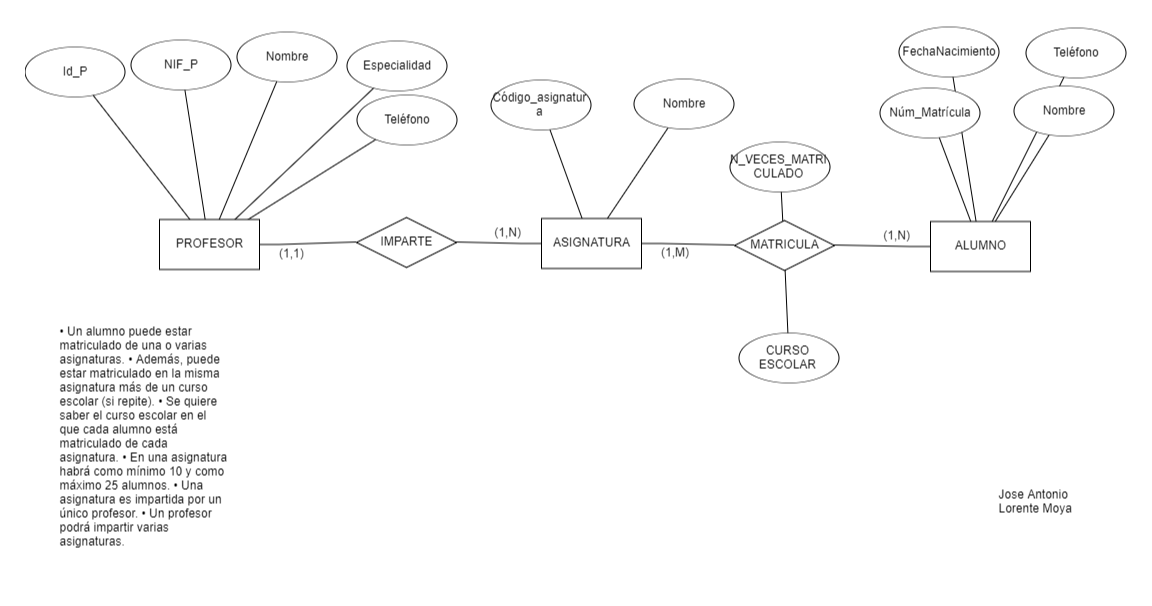 Id_P
NIF_P
Nombre
Especialidad
Teléfono
Código_asignatur
a
Nombre
N_VECES_MATRI
CULADO
FechaNacimiento
Teléfono
Núm_Matrícula
Nombre
PROFESOR
(1,1)
IMPARTE
(1,N)
ASIGNATURA
(1,M)
MATRICULA
(1,N)
ALUMNO
CURSO
ESCOLAR
• Un alumno puede estar
matriculado de una o varias
asignaturas. • Además, puede
estar matriculado en la misma
asignatura más de un curso
escolar (si repite). • Se quiere
saber el curso escolar en el
que cada alumno está
matriculado de cada
asignatura. • En una asignatura
habrá como mínimo 10 y como
máximo 25 alumnos. • Una
asignatura es impartida por un
único profesor. • Un profesor
podrá impartir varias
asignaturas.
Jose Antonio
Lorente Moya